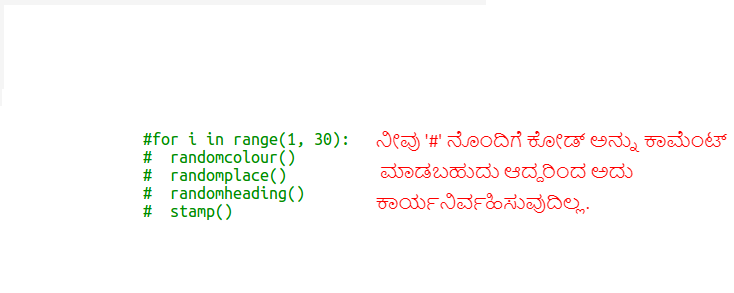 #for i in range(1, 30):
#  randomcolour()
#  randomplace()
#  randomheading()
#  stamp()
ನೀವು '#' ನೊಂದಿಗೆ ಕೋಡ್ ಅನ್ನು ಕಾಮೆಂಟ್
ಮಾಡಬಹುದು ಆದ್ದರಿಂದ ಅದು
ಕಾರ್ಯನಿರ್ವಹಿಸುವುದಿಲ್ಲ.